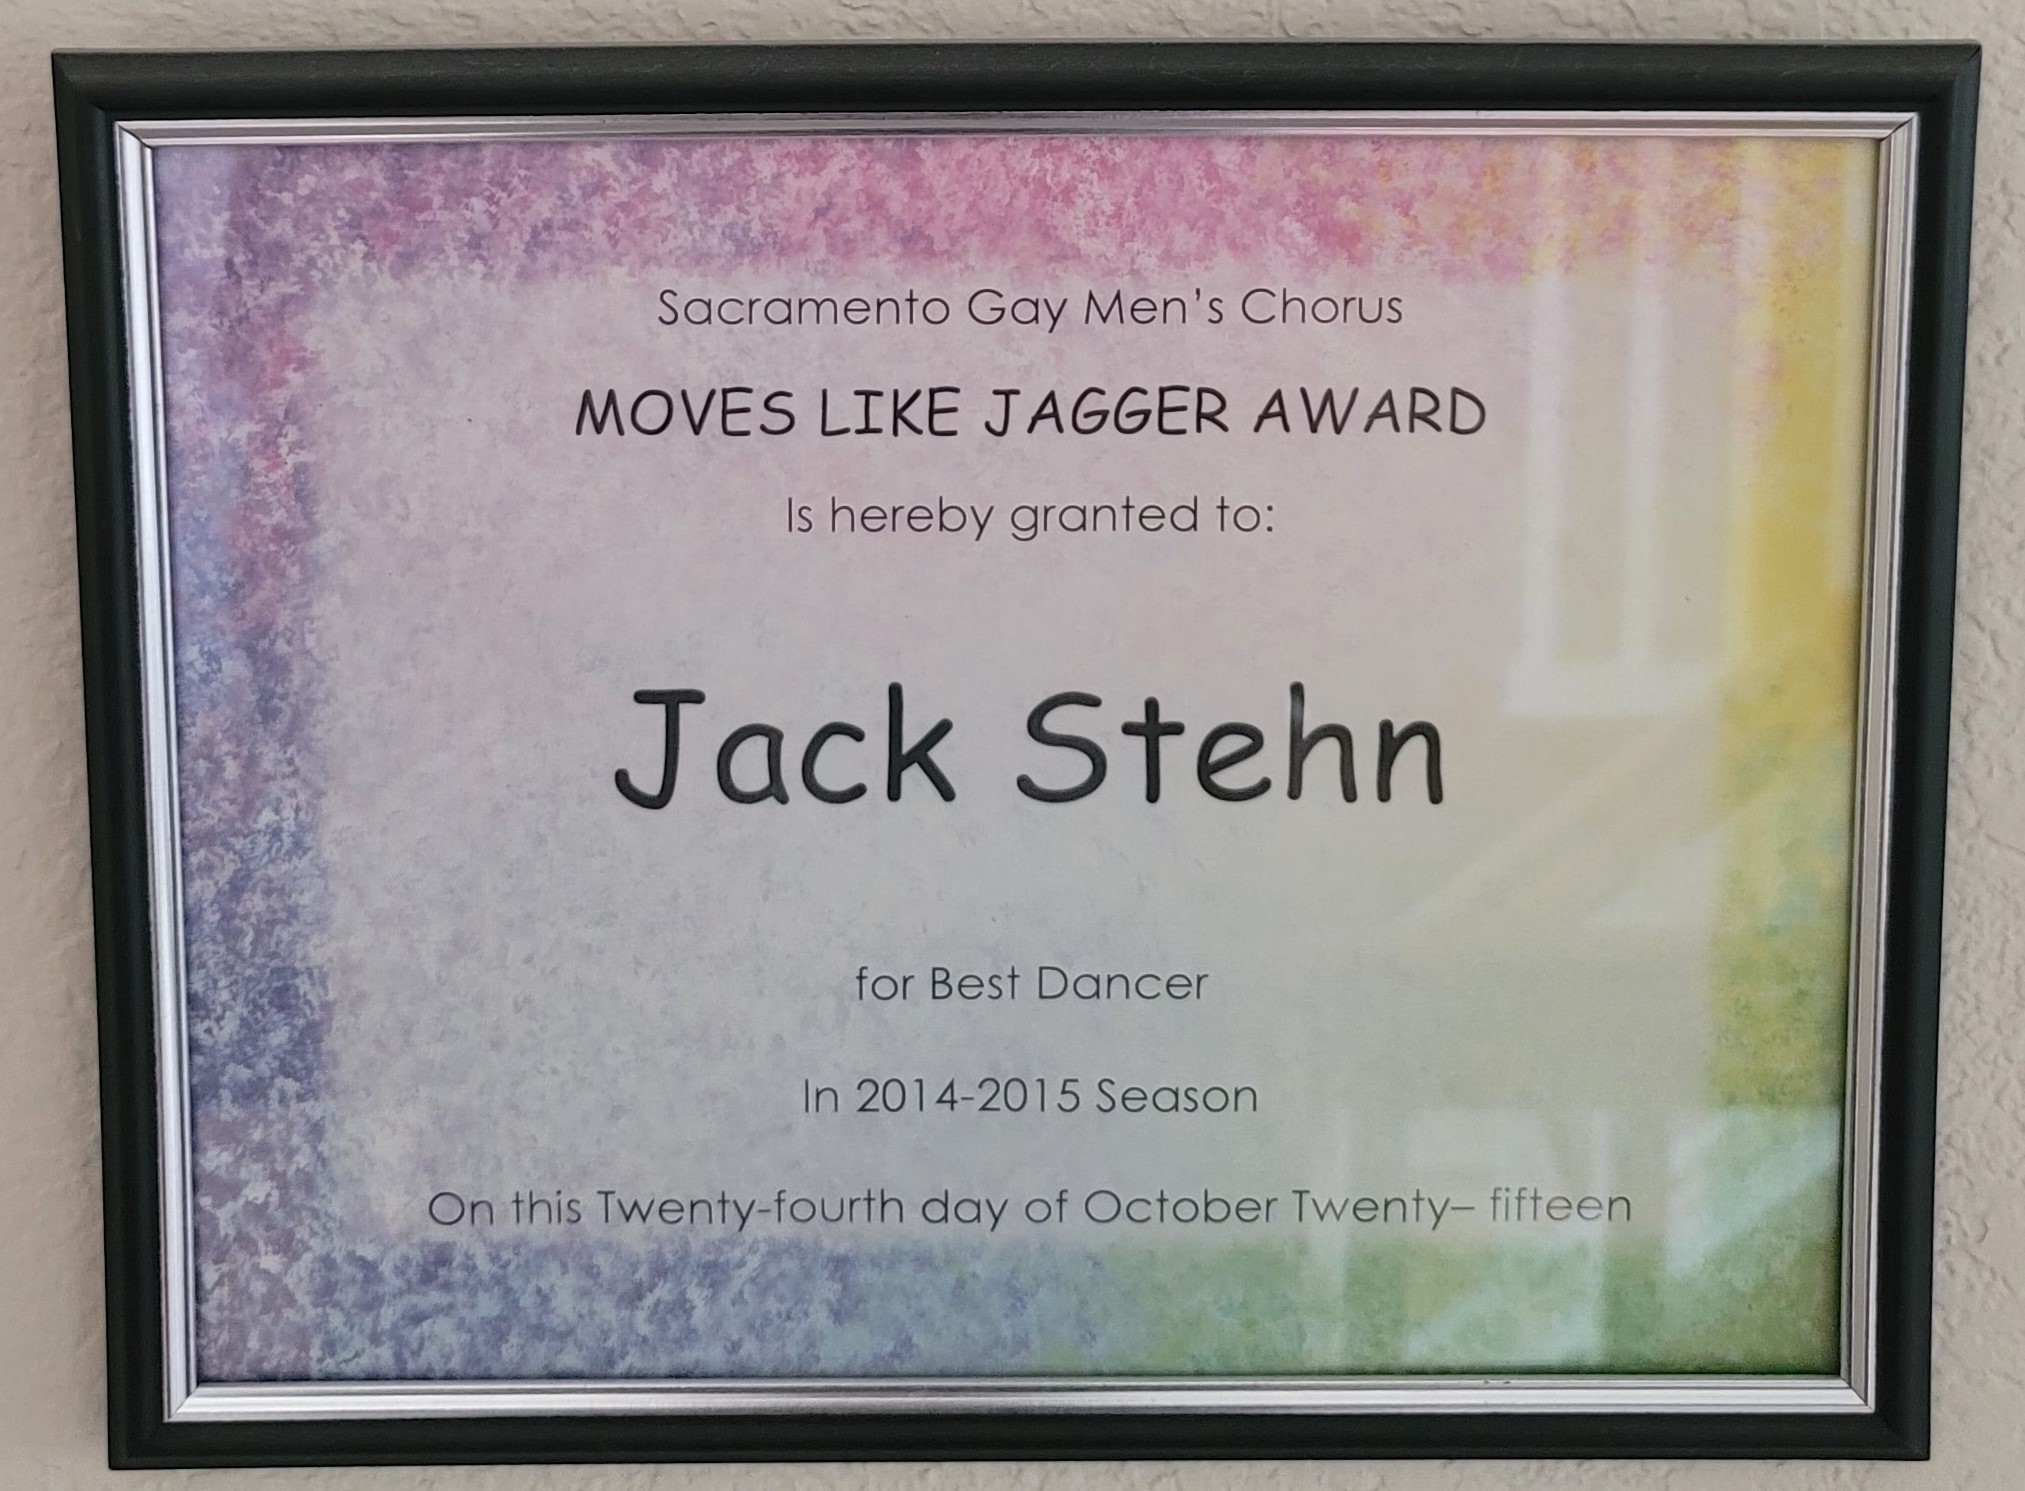 Sacramento Gay Men's Chorus
MOVES LIKE JAGGER AWARD
Is hereby granted to:
Jack Stehn
for Best Dancer
In 2014-2015 Season
On this Twenty-fourth day of October Twenty– fifteen